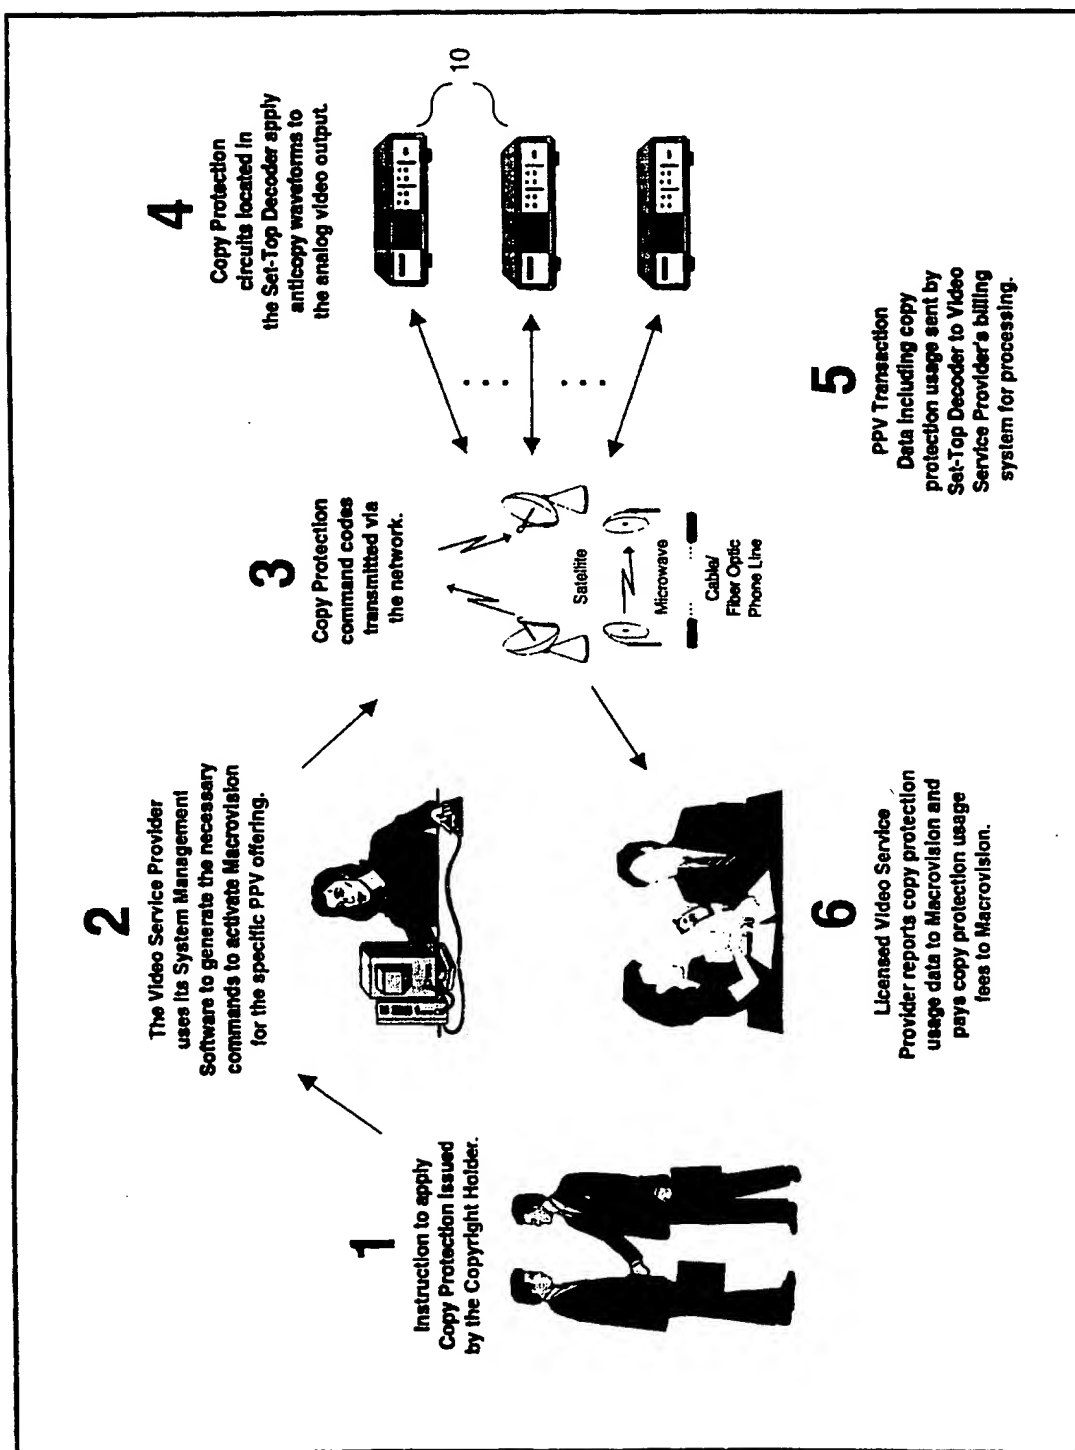 1
Instruction to apply
Copy Protection issued
by the Copyright Holder.
2
The Video Service Provider
uses its System Management
Software to generate the necessary
commands to activate Macrovision
for the specific PPV offering.
3
Copy Protection
command codes
transmitted via
the network.
Satellite
Microwave
Cable/
Fiber Optic
Phone Line
4
Copy Protection
circuits located in
the Set-Top Decoder apply
anticopy waveforms to
the analog video output.
10
5
PPV Transaction
Data including copy
protection usage sent by
Set-Top Decoder to Video
Service Provider's billing
system for processing.
6
Licensed Video Service
Provider reports copy protection
usage data to Macrovision and
pays copy protection usage
fees to Macrovision.